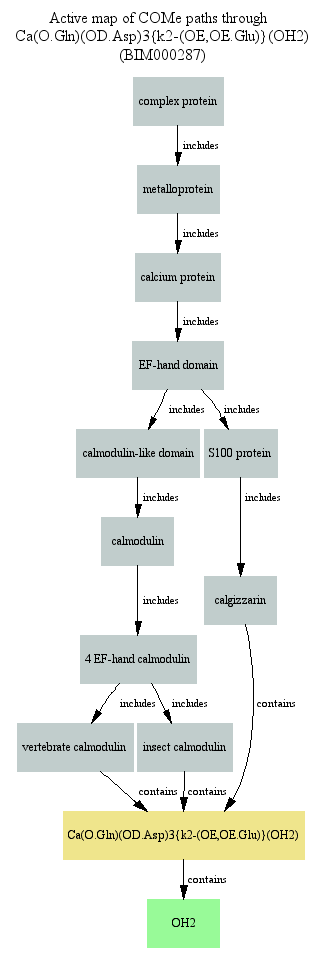 Active map of COMe paths through
Ca(O.Gln)(OD.Asp)3{k2-(OE,OE.Glu)}(OH2)
(BIM000287)
complex protein
includes
metalloprotein
includes
calcium protein
includes
EF-hand domain
includes includes
calmodulin-like domain S100 protein
includes includes
calmodulin
calgizzarin
includes
4 EF-hand calmodulin
includes includes contains
vertebrate calmodulin insect calmodulin
contains contains
Ca(O.Gln)(OD.Asp)3{k2-(OE,OE.Glu)}(OH2)
contains
OH2